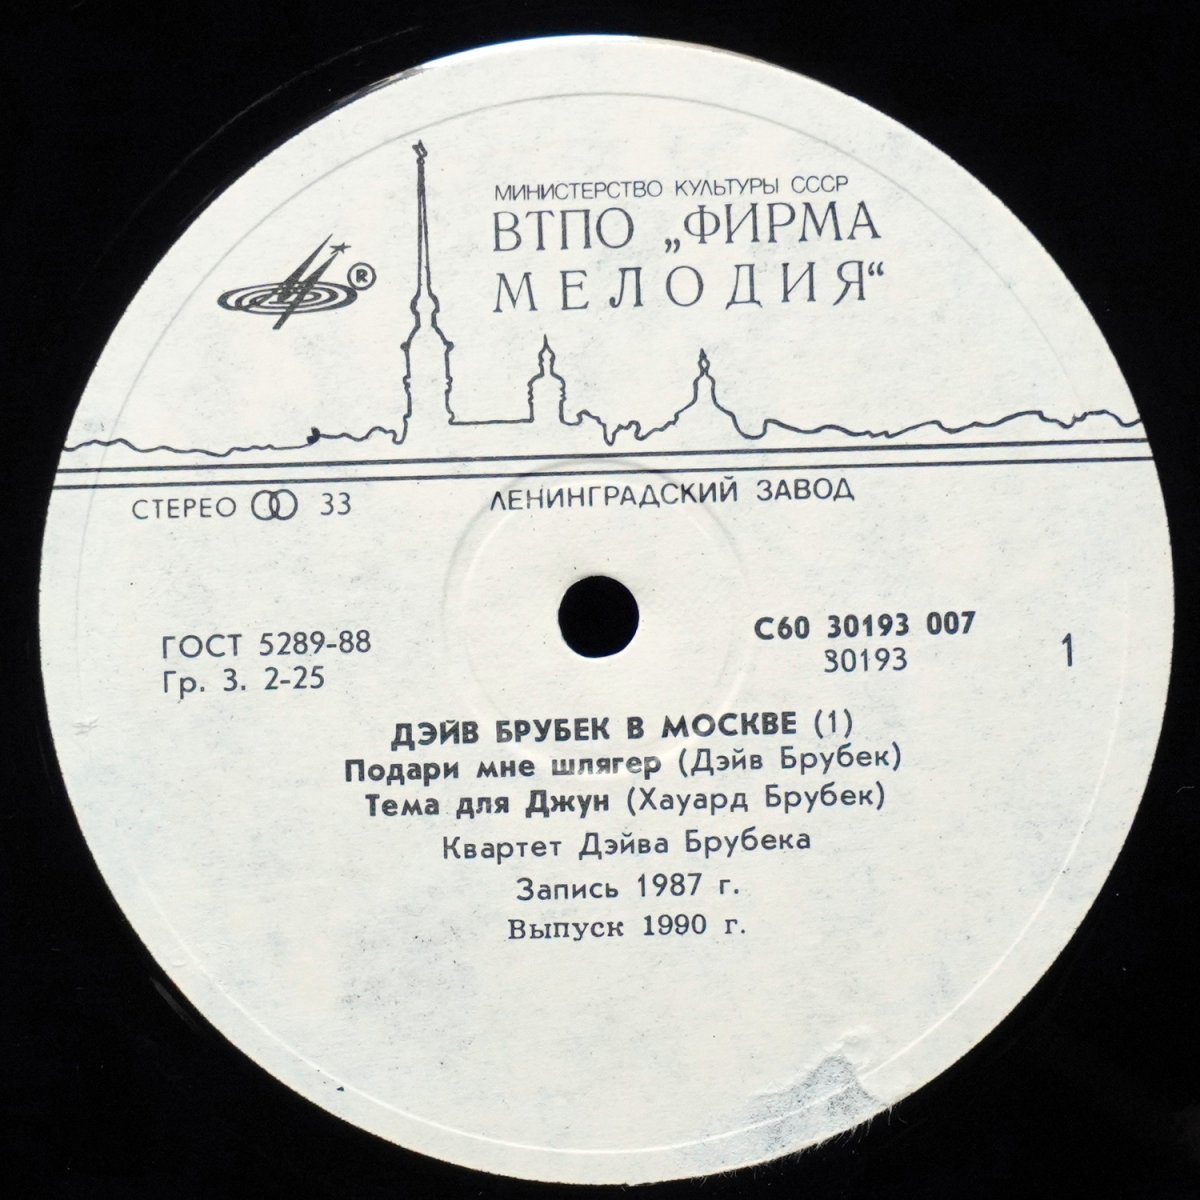 МИНИСТЕРСТВО КУЛЬТУРЫ СССР
ВТПО „ФИРМА
МЕЛОДИЯ“
®
СТЕРЕО 33
ЛЕНИНГРАДСКИЙ ЗАВОД
ГОСТ 5289-88
Гр. 3. 2-25
С60 30193 007
30193
1
ДЭЙВ БРУБЕК В МОСКВЕ (1)
Подари мне шлягер (Дэйв Брубек)
Тема для Джун (Хауард Брубек)
Квартет Дэйва Брубека
Запись 1987 г.
Выпуск 1990 г.